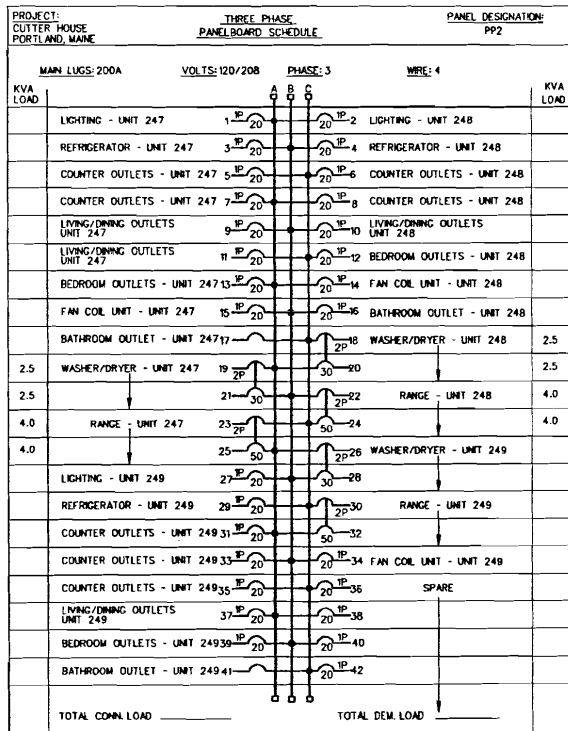 PROJECT:
CUTTER HOUSE
PORTLAND, MAINE
THREE PHASE
PANELBOARD SCHEDULE
PANEL DESIGNATION:
PP2
MAIN LUGS: 200A VOLTS: 120/208 PHASE: 3 WIRE: 4
KVA LOAD A B C KVA LOAD
LIGHTING - UNIT 247 1 1P 20 20 1P 2 LIGHTING - UNIT 248
REFRIGERATOR - UNIT 247 3 1P 20 20 1P 4 REFRIGERATOR - UNIT 248
COUNTER OUTLETS - UNIT 247 5 1P 20 20 1P 6 COUNTER OUTLETS - UNIT 248
COUNTER OUTLETS - UNIT 247 7 1P 20 20 1P 8 COUNTER OUTLETS - UNIT 248
LIVING/DINING OUTLETS UNIT 247 9 1P 20 20 1P 10 LIVING/DINING OUTLETS UNIT 248
LIVING/DINING OUTLETS UNIT 247 11 1P 20 20 1P 12 BEDROOM OUTLETS - UNIT 248
BEDROOM OUTLETS - UNIT 247 13 1P 20 20 1P 14 FAN COIL UNIT - UNIT 248
FAN COIL UNIT - UNIT 247 15 1P 20 20 1P 16 BATHROOM OUTLET - UNIT 248
BATHROOM OUTLET - UNIT 247 17 2P 18 WASHER/DRYER - UNIT 248 2.5
2.5 WASHER/DRYER - UNIT 247 19 2P 30 20 2.5
2.5 21 30 2P 22 RANGE - UNIT 248 4.0
4.0 RANGE - UNIT 247 23 2P 50 24 4.0
4.0 25 50 2P 26 WASHER/DRYER - UNIT 249
LIGHTING - UNIT 249 27 1P 20 30 28
REFRIGERATOR - UNIT 249 29 1P 20 2P 30 RANGE - UNIT 249
COUNTER OUTLETS - UNIT 249 31 1P 20 50 32
COUNTER OUTLETS - UNIT 249 33 1P 20 20 1P 34 FAN COIL UNIT - UNIT 249
COUNTER OUTLETS - UNIT 249 35 1P 20 20 1P 36 SPARE
LIVING/DINING OUTLETS UNIT 249 37 1P 20 20 1P 38
BEDROOM OUTLETS - UNIT 249 39 1P 20 20 1P 40
BATHROOM OUTLET - UNIT 249 41 20 1P 42
TOTAL CONN. LOAD TOTAL DEM. LOAD